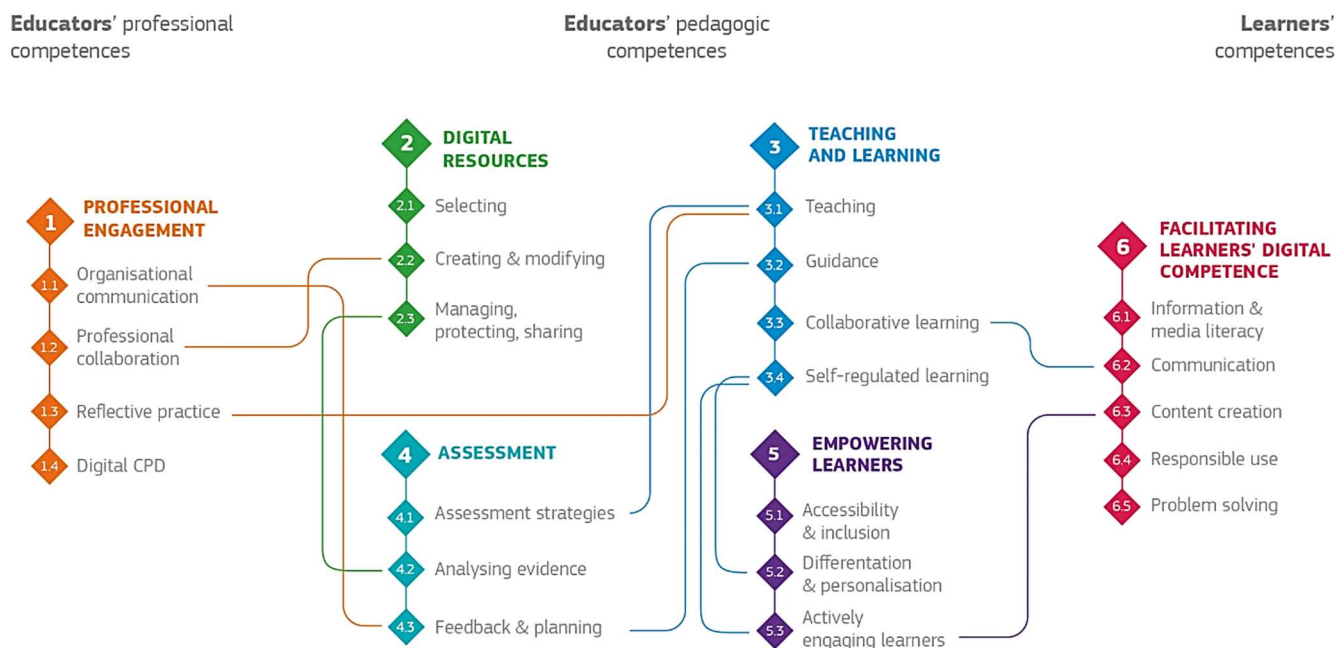 Educators' professional
competences
Educators' pedagogic
competences
Learners'
competences
1
PROFESSIONAL
ENGAGEMENT
1.1
Organisational
communication
1.2
Professional
collaboration
1.3
Reflective practice
1.4
Digital CPD
2
DIGITAL
RESOURCES
2.1
Selecting
2.2
Creating & modifying
2.3
Managing,
protecting, sharing
4
ASSESSMENT
4.1
Assessment strategies
4.2
Analysing evidence
4.3
Feedback & planning
3
TEACHING
AND LEARNING
3.1
Teaching
3.2
Guidance
3.3
Collaborative learning
3.4
Self-regulated learning
5
EMPOWERING
LEARNERS
5.1
Accessibility
& inclusion
5.2
Differentation
& personalisation
5.3
Actively
engaging learners
6
FACILITATING
LEARNERS' DIGITAL
COMPETENCE
6.1
Information &
media literacy
6.2
Communication
6.3
Content creation
6.4
Responsible use
6.5
Problem solving